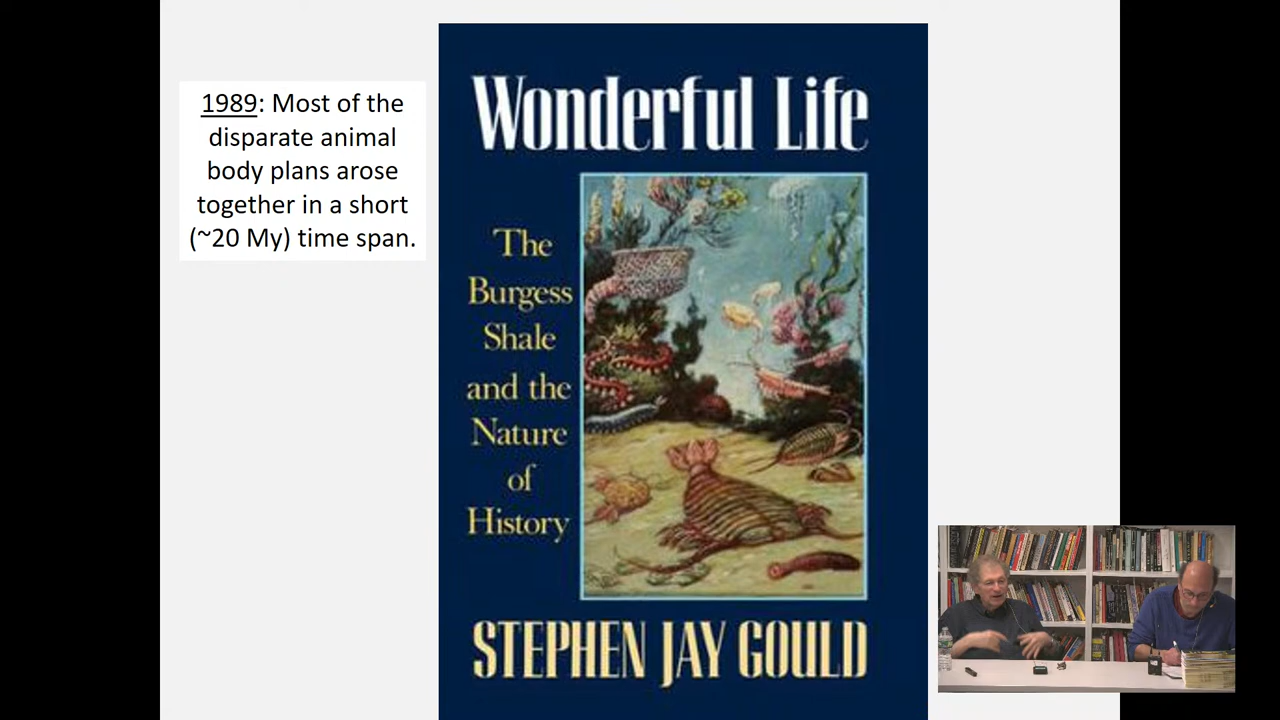 1989: Most of the
disparate animal
body plans arose
together in a short
(~20 My) time span.
Wonderful Life
The
Burgess
Shale
and the
Nature
of
History
STEPHEN JAY GOULD